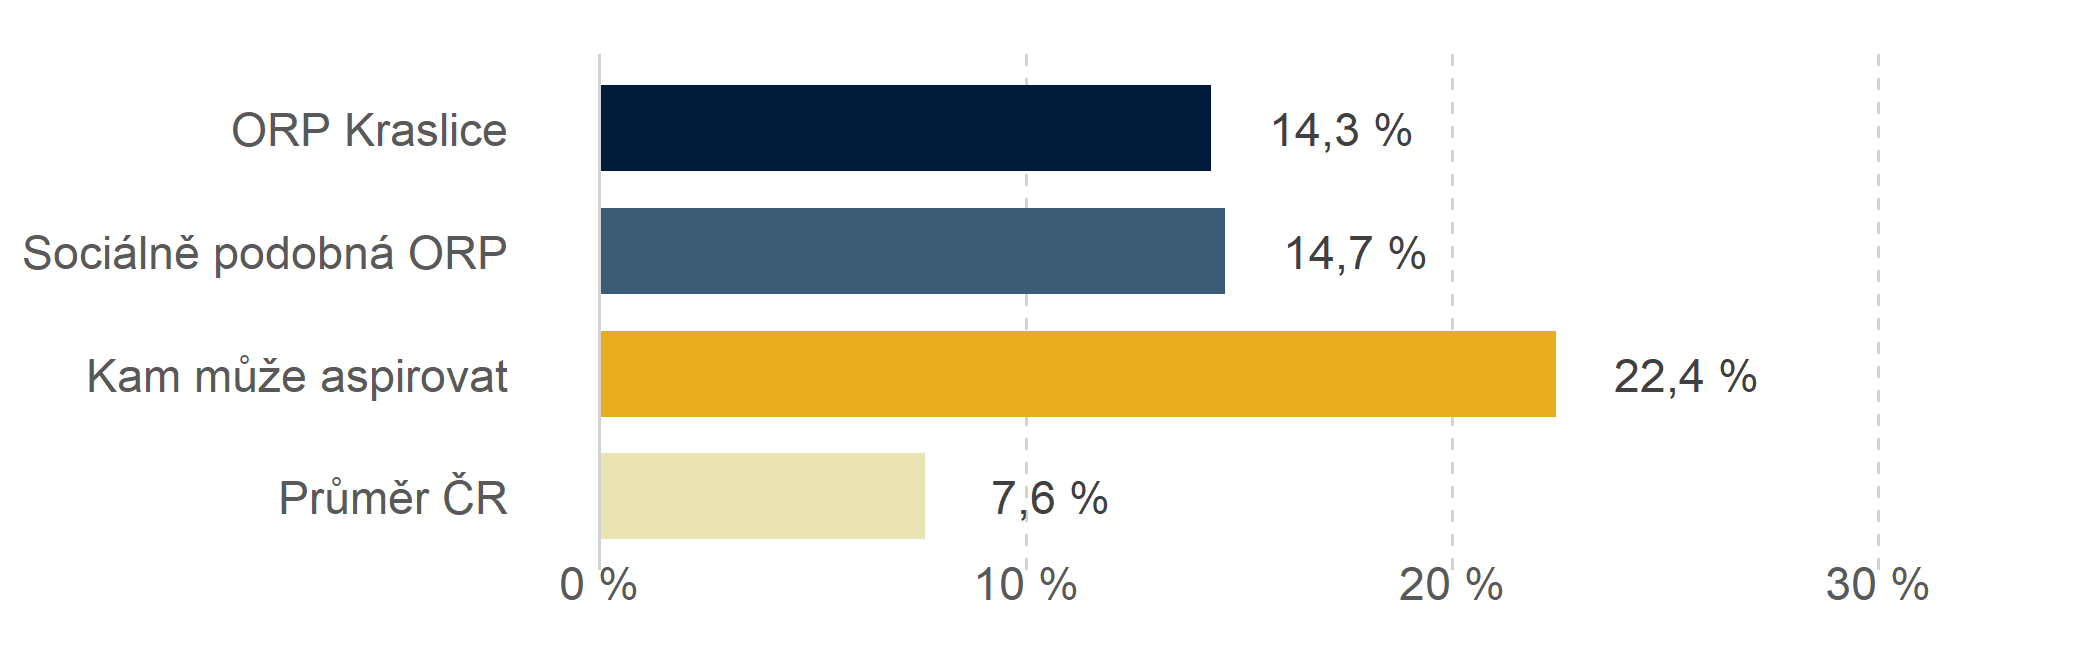 ORP Kraslice 14,3 %
Sociálně podobná ORP 14,7 %
Kam může aspirovat 22,4 %
Průměr ČR 7,6 %
0 % 10 % 20 % 30 %